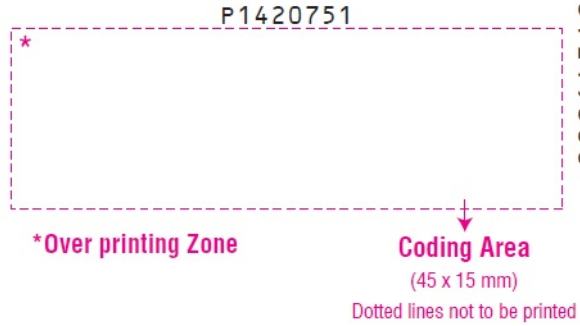 P1420751
*
*Over printing Zone
Coding Area
(45 x 15 mm)
Dotted lines not to be printed